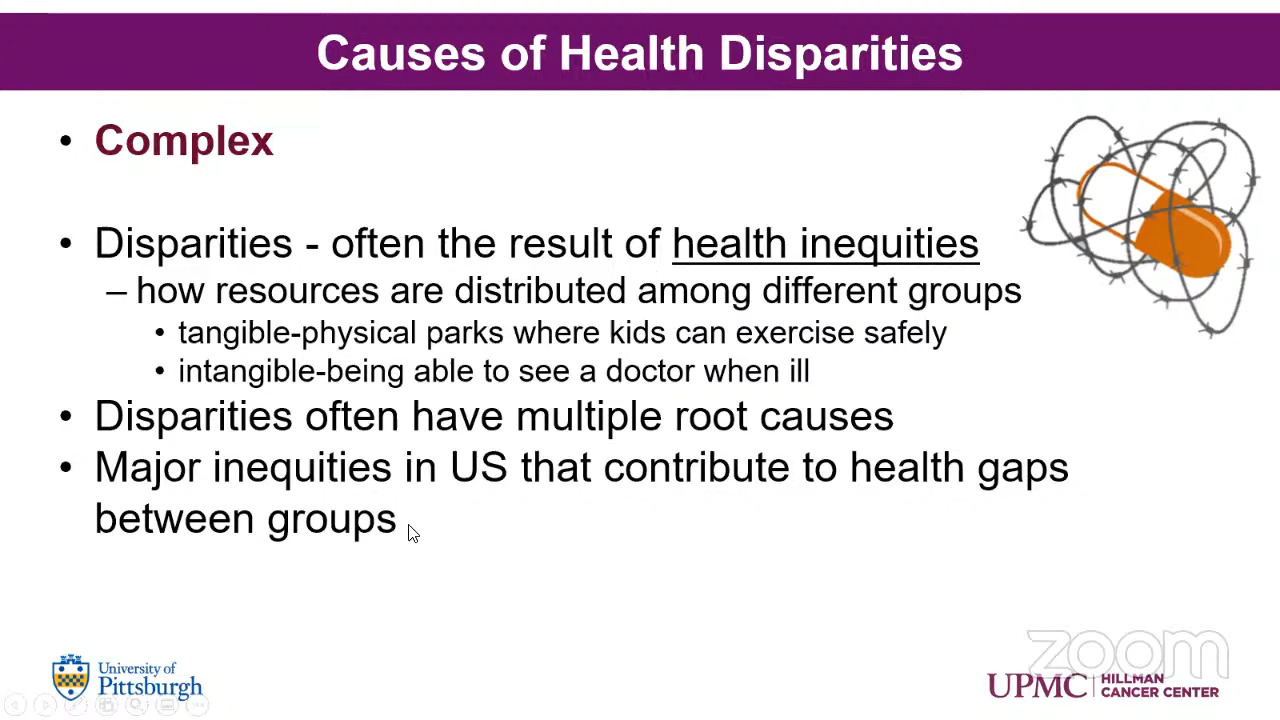 Causes of Health Disparities
• Complex
• Disparities - often the result of health inequities
– how resources are distributed among different groups
• tangible-physical parks where kids can exercise safely
• intangible-being able to see a doctor when ill
• Disparities often have multiple root causes
• Major inequities in US that contribute to health gaps
between groups
University of
Pittsburgh
zoom
UPMC | HILLMAN
CANCER CENTER